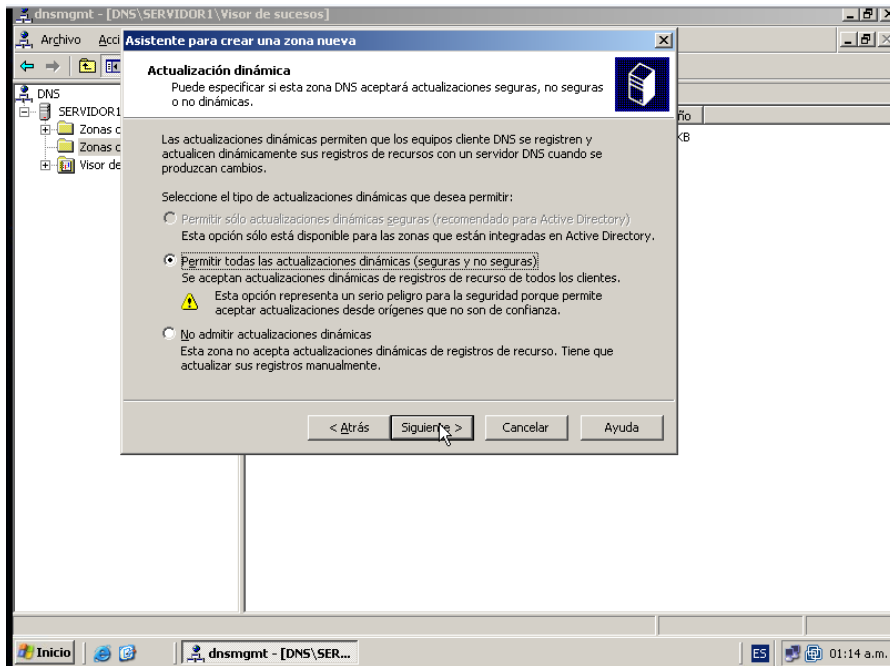 dnsmgmt - [DNS\SERVIDOR1\Visor de sucesos]
Archivo Acci
Asistente para crear una zona nueva
Actualización dinámica
Puede especificar si esta zona DNS aceptará actualizaciones seguras, no seguras
o no dinámicas.
DNS
SERVIDOR1
Zonas
Zonas
Visor de
KB
Las actualizaciones dinámicas permiten que los equipos cliente DNS se registren y
actualicen dinámicamente sus registros de recursos con un servidor DNS cuando se
produzcan cambios.
Seleccione el tipo de actualizaciones dinámicas que desea permitir:
Permitir sólo actualizaciones dinámicas seguras (recomendado para Active Directory)
Esta opción sólo está disponible para las zonas que están integradas en Active Directory.
Permitir todas las actualizaciones dinámicas (seguras y no seguras)
Se aceptan actualizaciones dinámicas de registros de recurso de todos los clientes.
Esta opción representa un serio peligro para la seguridad porque permite
aceptar actualizaciones desde orígenes que no son de confianza.
No admitir actualizaciones dinámicas
Esta zona no acepta actualizaciones dinámicas de registros de recurso. Tiene que
actualizar sus registros manualmente.
< Atrás Siguiente > Cancelar Ayuda
Inicio dnsmgmt - [DNS\SER... ES 01:14 a.m.